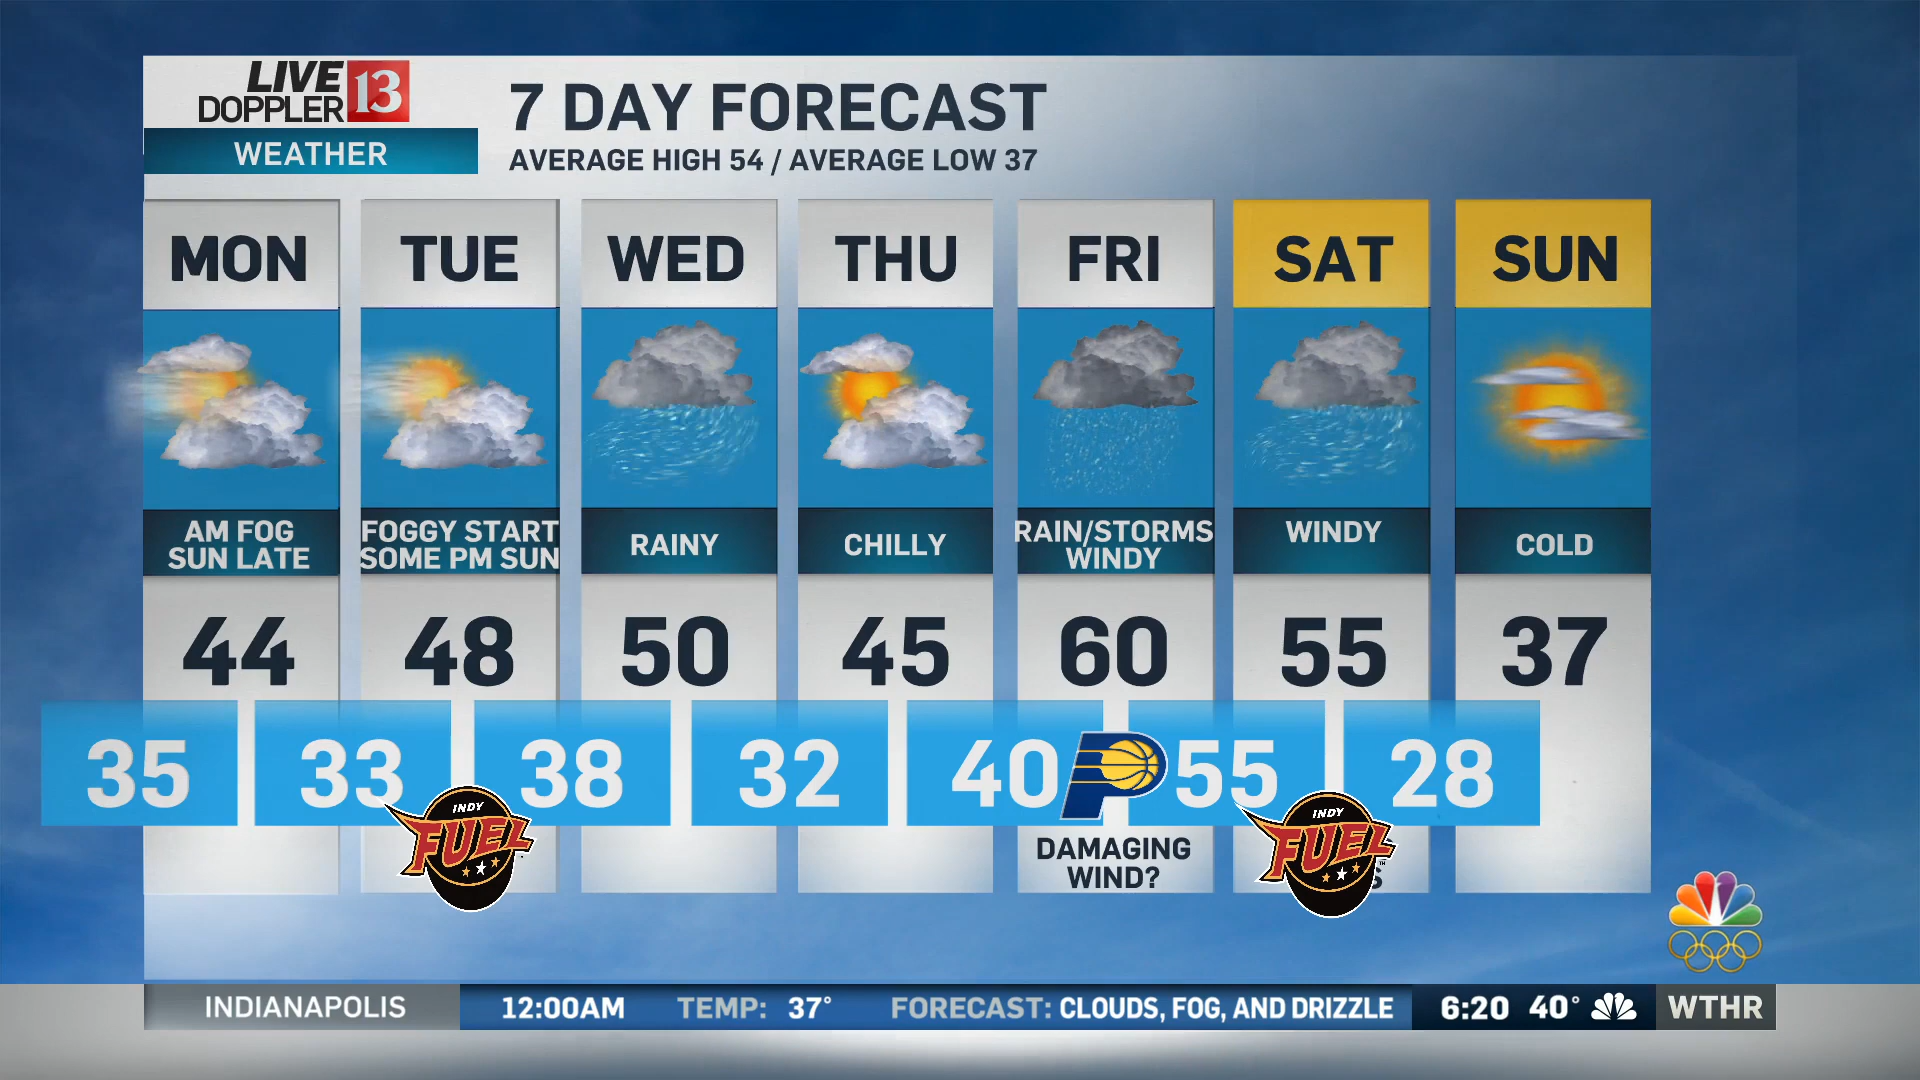 LIVE
DOPPLER 13
WEATHER
7 DAY FORECAST
AVERAGE HIGH 54 / AVERAGE LOW 37
MON TUE WED THU FRI SAT SUN
AM FOG
SUN LATE
FOGGY START
SOME PM SUN
RAINY
CHILLY
RAIN/STORMS
WINDY
WINDY
COLD
44 48 50 45 60 55 37
35 33 38 32 40 55 28
INDY
FUEL
DAMAGING
WIND?
INDY
FUEL
INDIANAPOLIS 12:00AM TEMP: 37° FORECAST: CLOUDS, FOG, AND DRIZZLE 6:20 40° WTHR